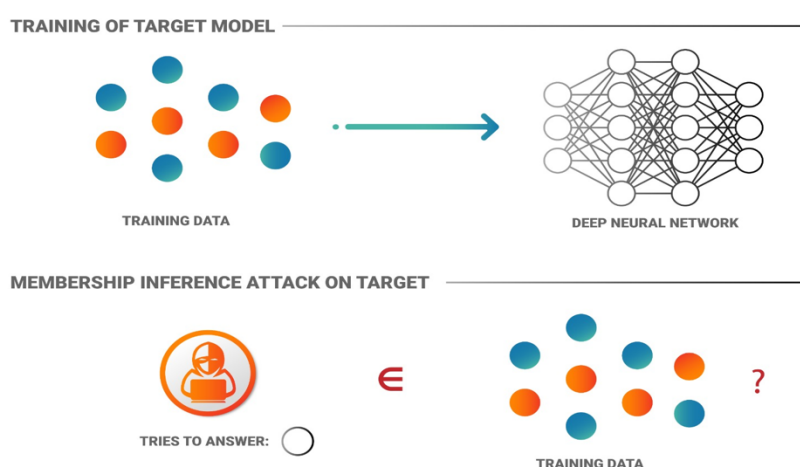 TRAINING OF TARGET MODEL
TRAINING DATA
DEEP NEURAL NETWORK
MEMBERSHIP INFERENCE ATTACK ON TARGET
∈
?
TRIES TO ANSWER:
TRAINING DATA